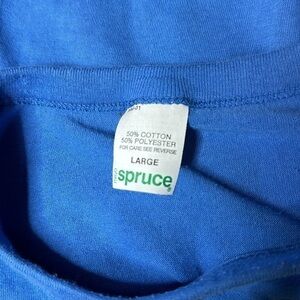 50% COTTON
50% POLYESTER
FOR CARE SEE REVERSE
LARGE
spruce